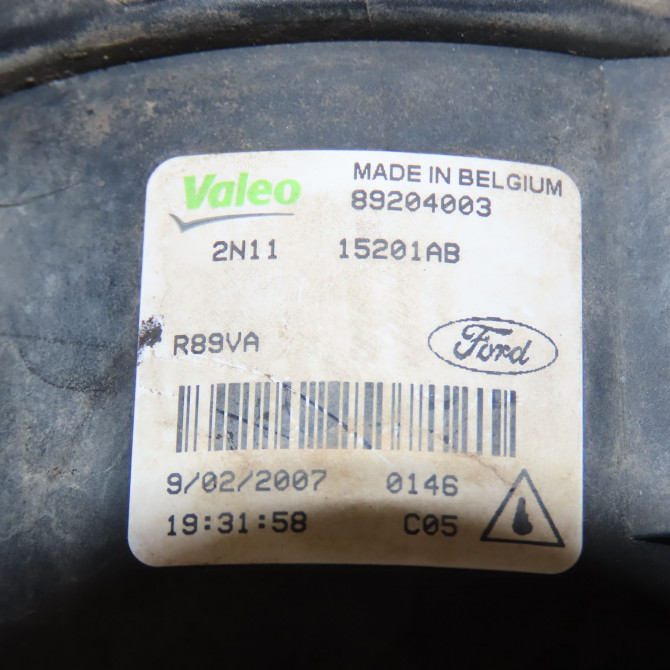 Valeo MADE IN BELGIUM
89204003
2N11 15201AB
R89VA Ford
9/02/2007 0146
19:31:58 C05